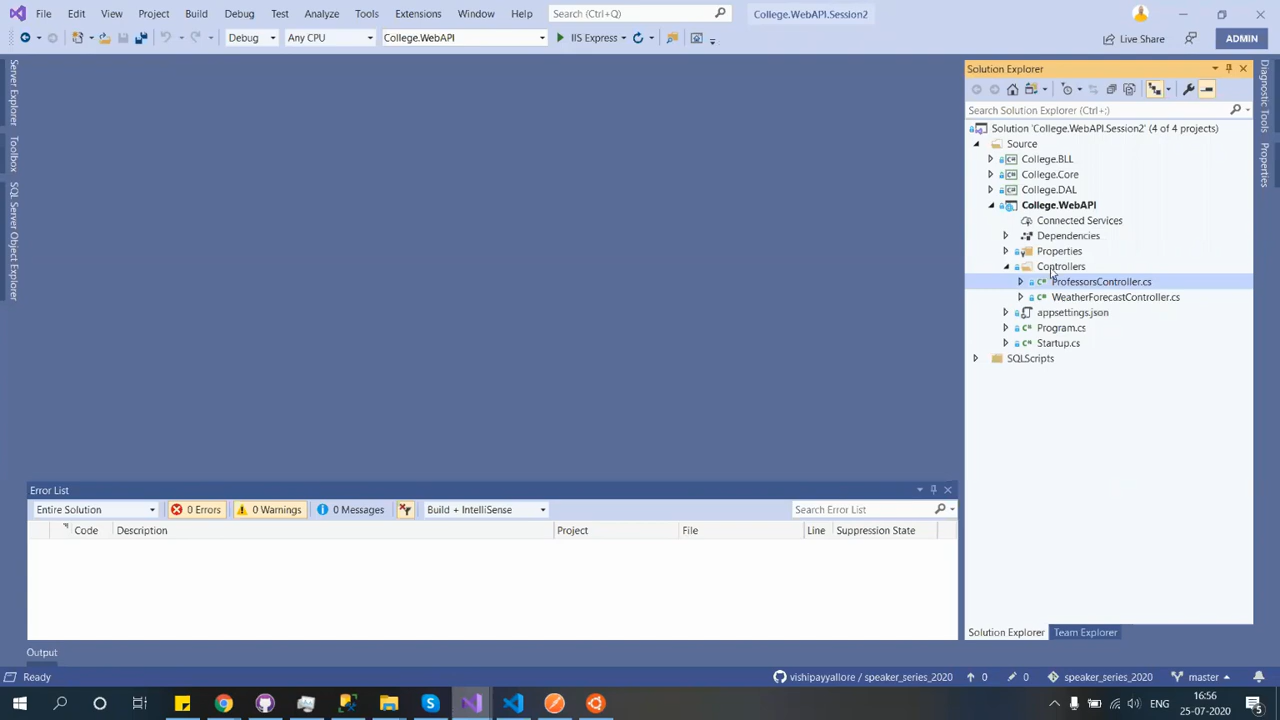 File Edit View Project Build Debug Test Analyze Tools Extensions Window Help Search (Ctrl+Q) College.WebAPI.Session2
Debug Any CPU College.WebAPI IIS Express Live Share ADMIN
Server Explorer
Toolbox
SQL Server Object Explorer
Solution Explorer
Search Solution Explorer (Ctrl+;)
Solution 'College.WebAPI.Session2' (4 of 4 projects)
Source
College.BLL
College.Core
College.DAL
College.WebAPI
Connected Services
Dependencies
Properties
Controllers
ProfessorsController.cs
WeatherForecastController.cs
appsettings.json
Program.cs
Startup.cs
SQLScripts
Solution Explorer Team Explorer
Diagnostic Tools
Properties
Error List
Entire Solution 0 Errors 0 Warnings 0 Messages Build + IntelliSense Search Error List
Code Description Project File Line Suppression State
Output
Ready vishipayyallore / speaker_series_2020 0 0 speaker_series_2020 master
ENG 16:56
25-07-2020 5